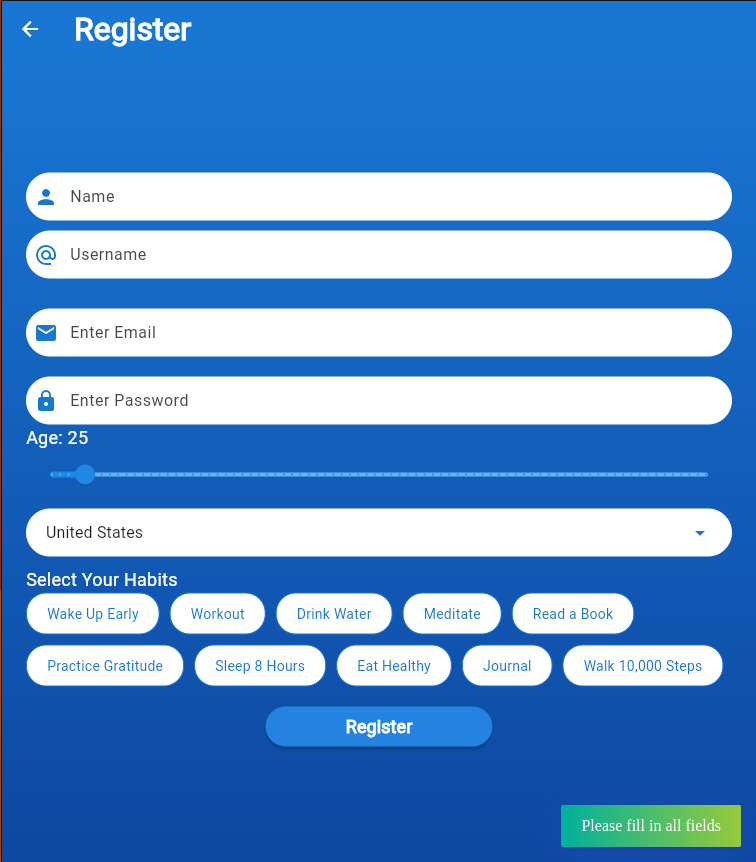 Register
Name
Username
Enter Email
Enter Password
Age: 25
United States
Select Your Habits
Wake Up Early Workout Drink Water Meditate Read a Book
Practice Gratitude Sleep 8 Hours Eat Healthy Journal Walk 10,000 Steps
Register
Please fill in all fields